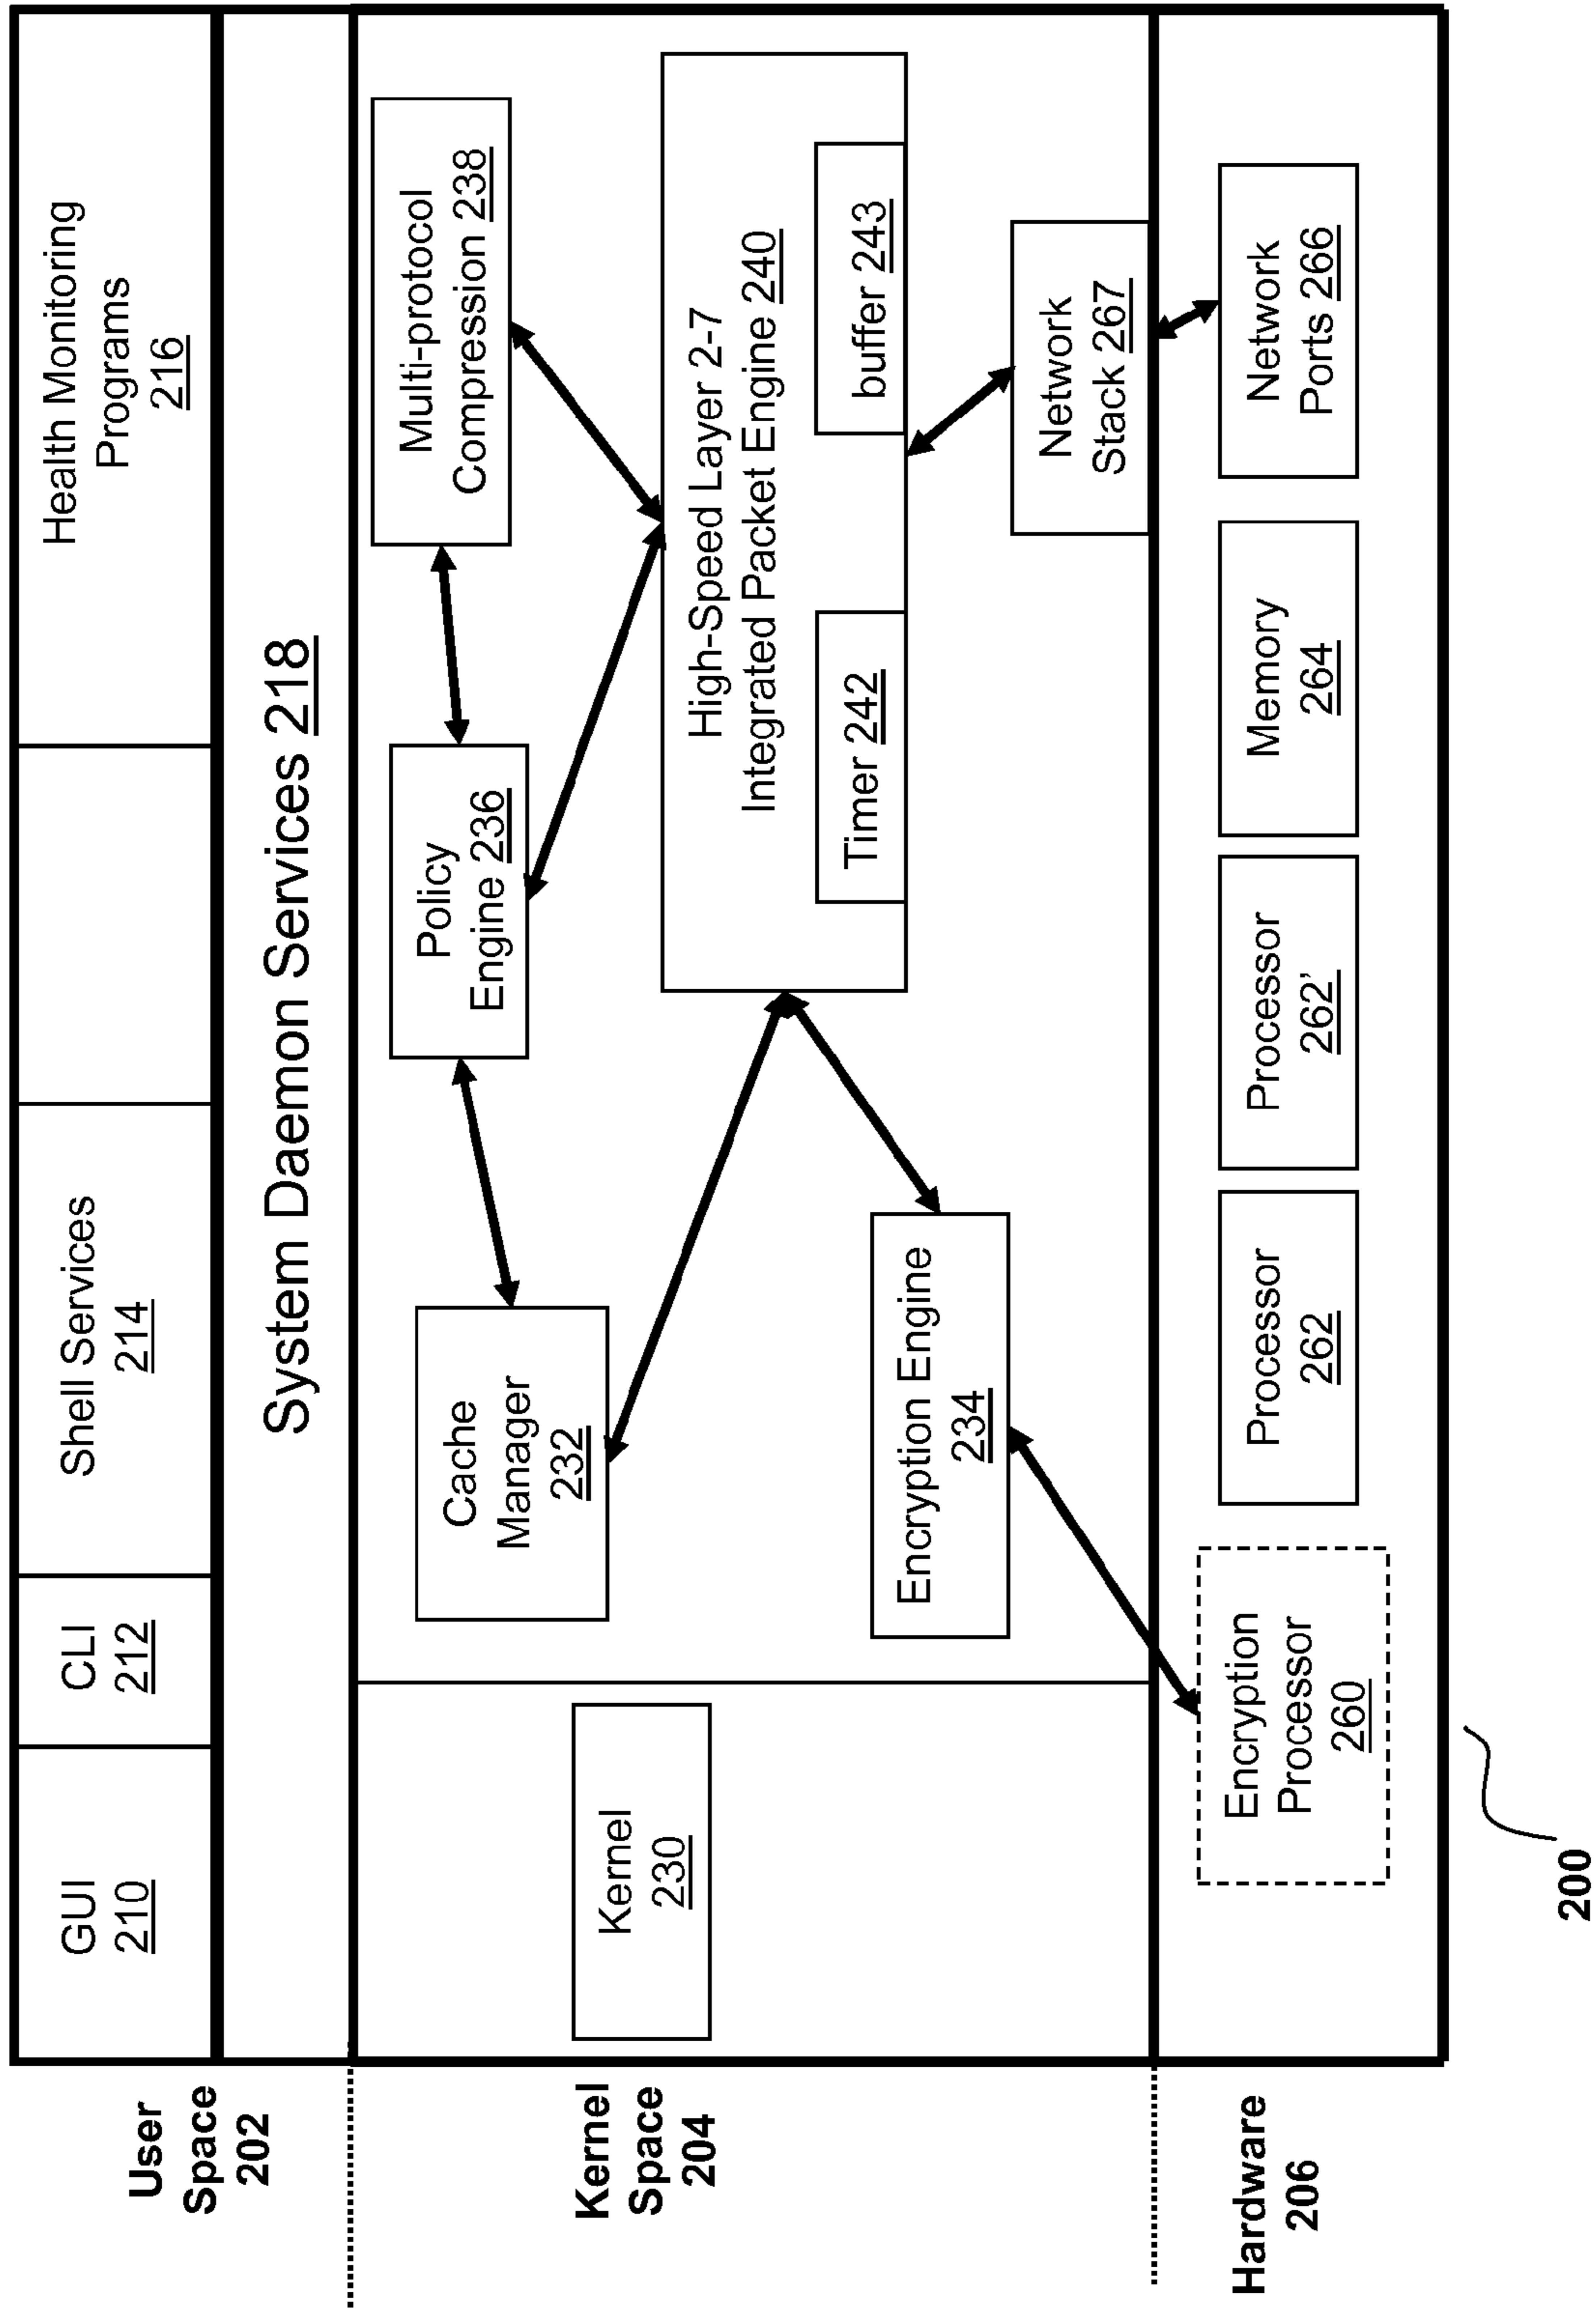 User
Space
202
GUI
210
CLI
212
Shell Services
214
Health Monitoring
Programs
216
System Daemon Services 218
Kernel
Space
204
Kernel
230
Cache
Manager
232
Policy
Engine 236
Multi-protocol
Compression 238
High-Speed Layer 2-7
Integrated Packet Engine 240
Timer 242
buffer 243
Encryption Engine
234
Network
Stack 267
Hardware
206
Encryption
Processor
260
Processor
262
Processor
262’
Memory
264
Network
Ports 266
200